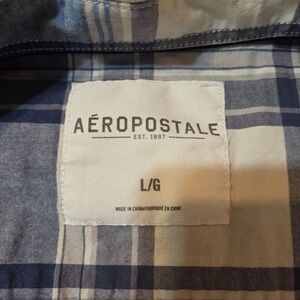 AÉROPOSTALE
EST. 1987
L/G
MADE IN CHINA/FABRIQUÉ EN CHINE